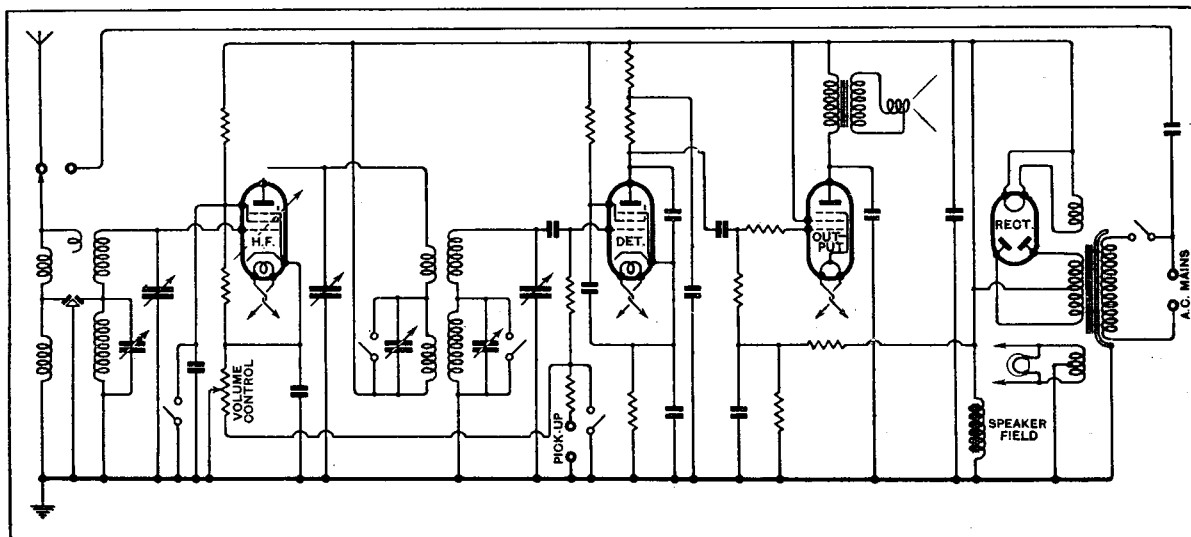 H.F.
DET.
OUT-
PUT
RECT.
A.C. MAINS
VOLUME
CONTROL
PICK-UP
SPEAKER
FIELD